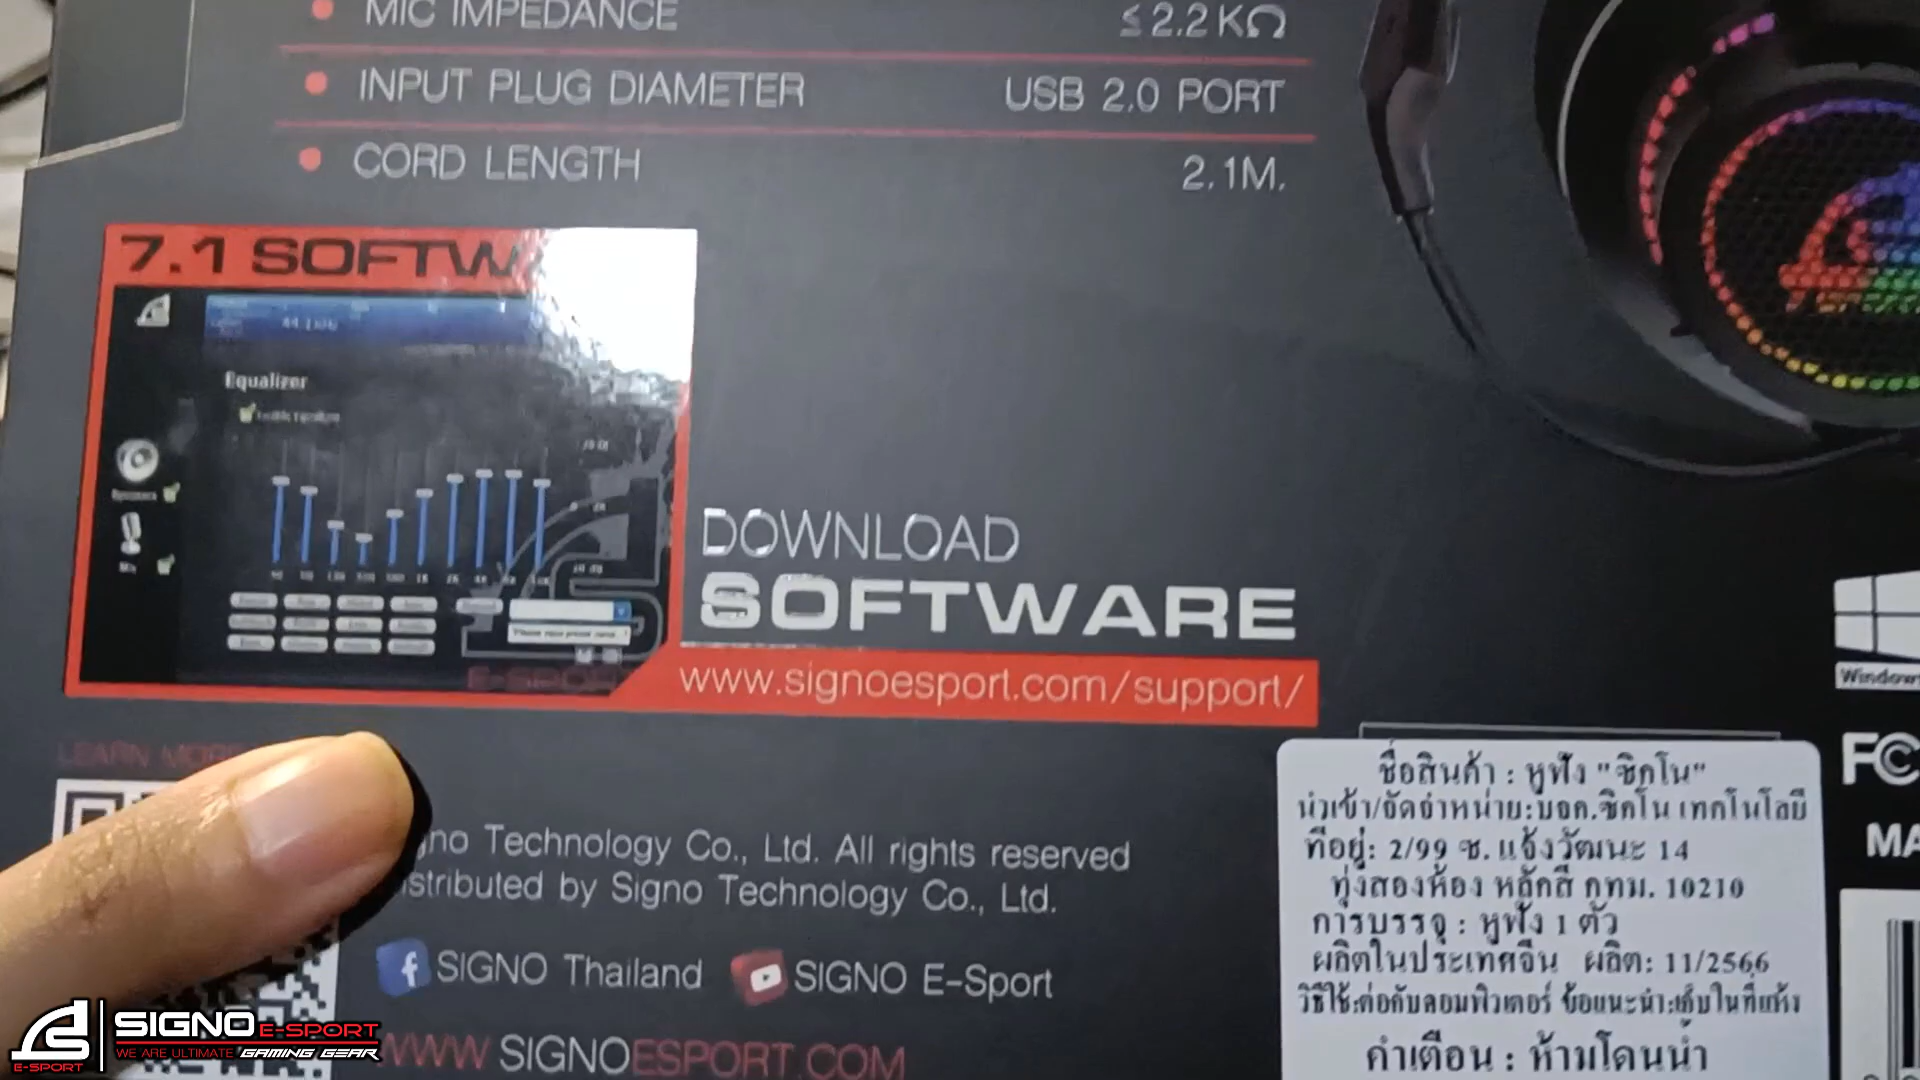 MIC IMPEDANCE ≤2.2KΩ
INPUT PLUG DIAMETER USB 2.0 PORT
CORD LENGTH 2.1M.
7.1 SOFTW
Equalizer
DOWNLOAD
SOFTWARE
www.signoesport.com/support/
LEARN MORE
Technology Co., Ltd. All rights reserved
by Signo Technology Co., Ltd.
SIGNO Thailand SIGNO E-Sport
WWW.SIGNOESPORT.COM
Windows
FC
ชื่อสินค้า : หูฟัง "ซิกโน"
นำเข้า/จัดจำหน่าย:บจก.ซิกโน เทคโนโลยี
ที่อยู่: 2/99 ซ. แจ้งวัฒนะ 14
ทุ่งสองห้อง หลักสี่ กทม. 10210
การบรรจุ : หูฟัง 1 ตัว
ผลิตในประเทศจีน ผลิต: 11/2566
วิธีใช้:ต่อกับคอมพิวเตอร์ ข้อแนะนำ:เก็บในที่แห้ง
คำเตือน : ห้ามโดนน้ำ
SIGNO E-SPORT
WE ARE ULTIMATE GAMING GEAR
E-SPORT